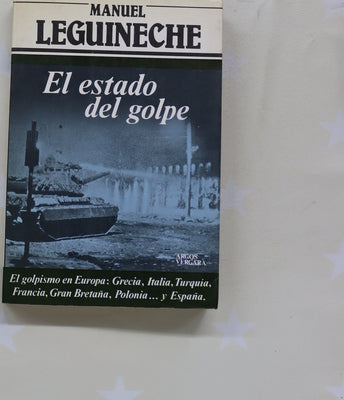 MANUEL
LEGUINECHE
El estado
del golpe
ARGOS
VERGARA
El golpismo en Europa: Grecia, Italia, Turquía,
Francia, Gran Bretaña, Polonia... y España.